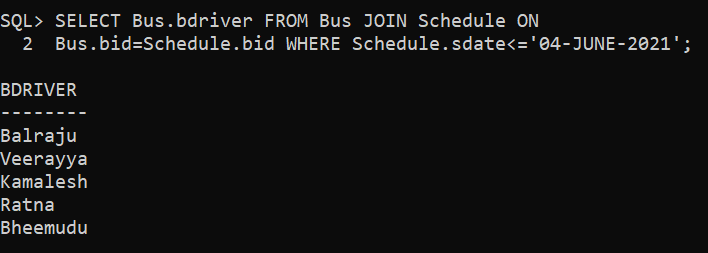 SQL> SELECT Bus.bdriver FROM Bus JOIN Schedule ON
  2  Bus.bid=Schedule.bid WHERE Schedule.sdate<='04-JUNE-2021';
BDRIVER
--------
Balraju
Veerayya
Kamalesh
Ratna
Bheemudu